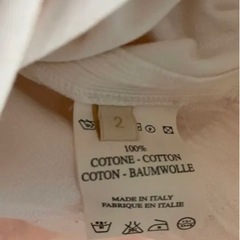 2
100%
COTONE - COTTON
COTON - BAUMWOLLE
MADE IN ITALY
FABRIQUE EN ITALIE